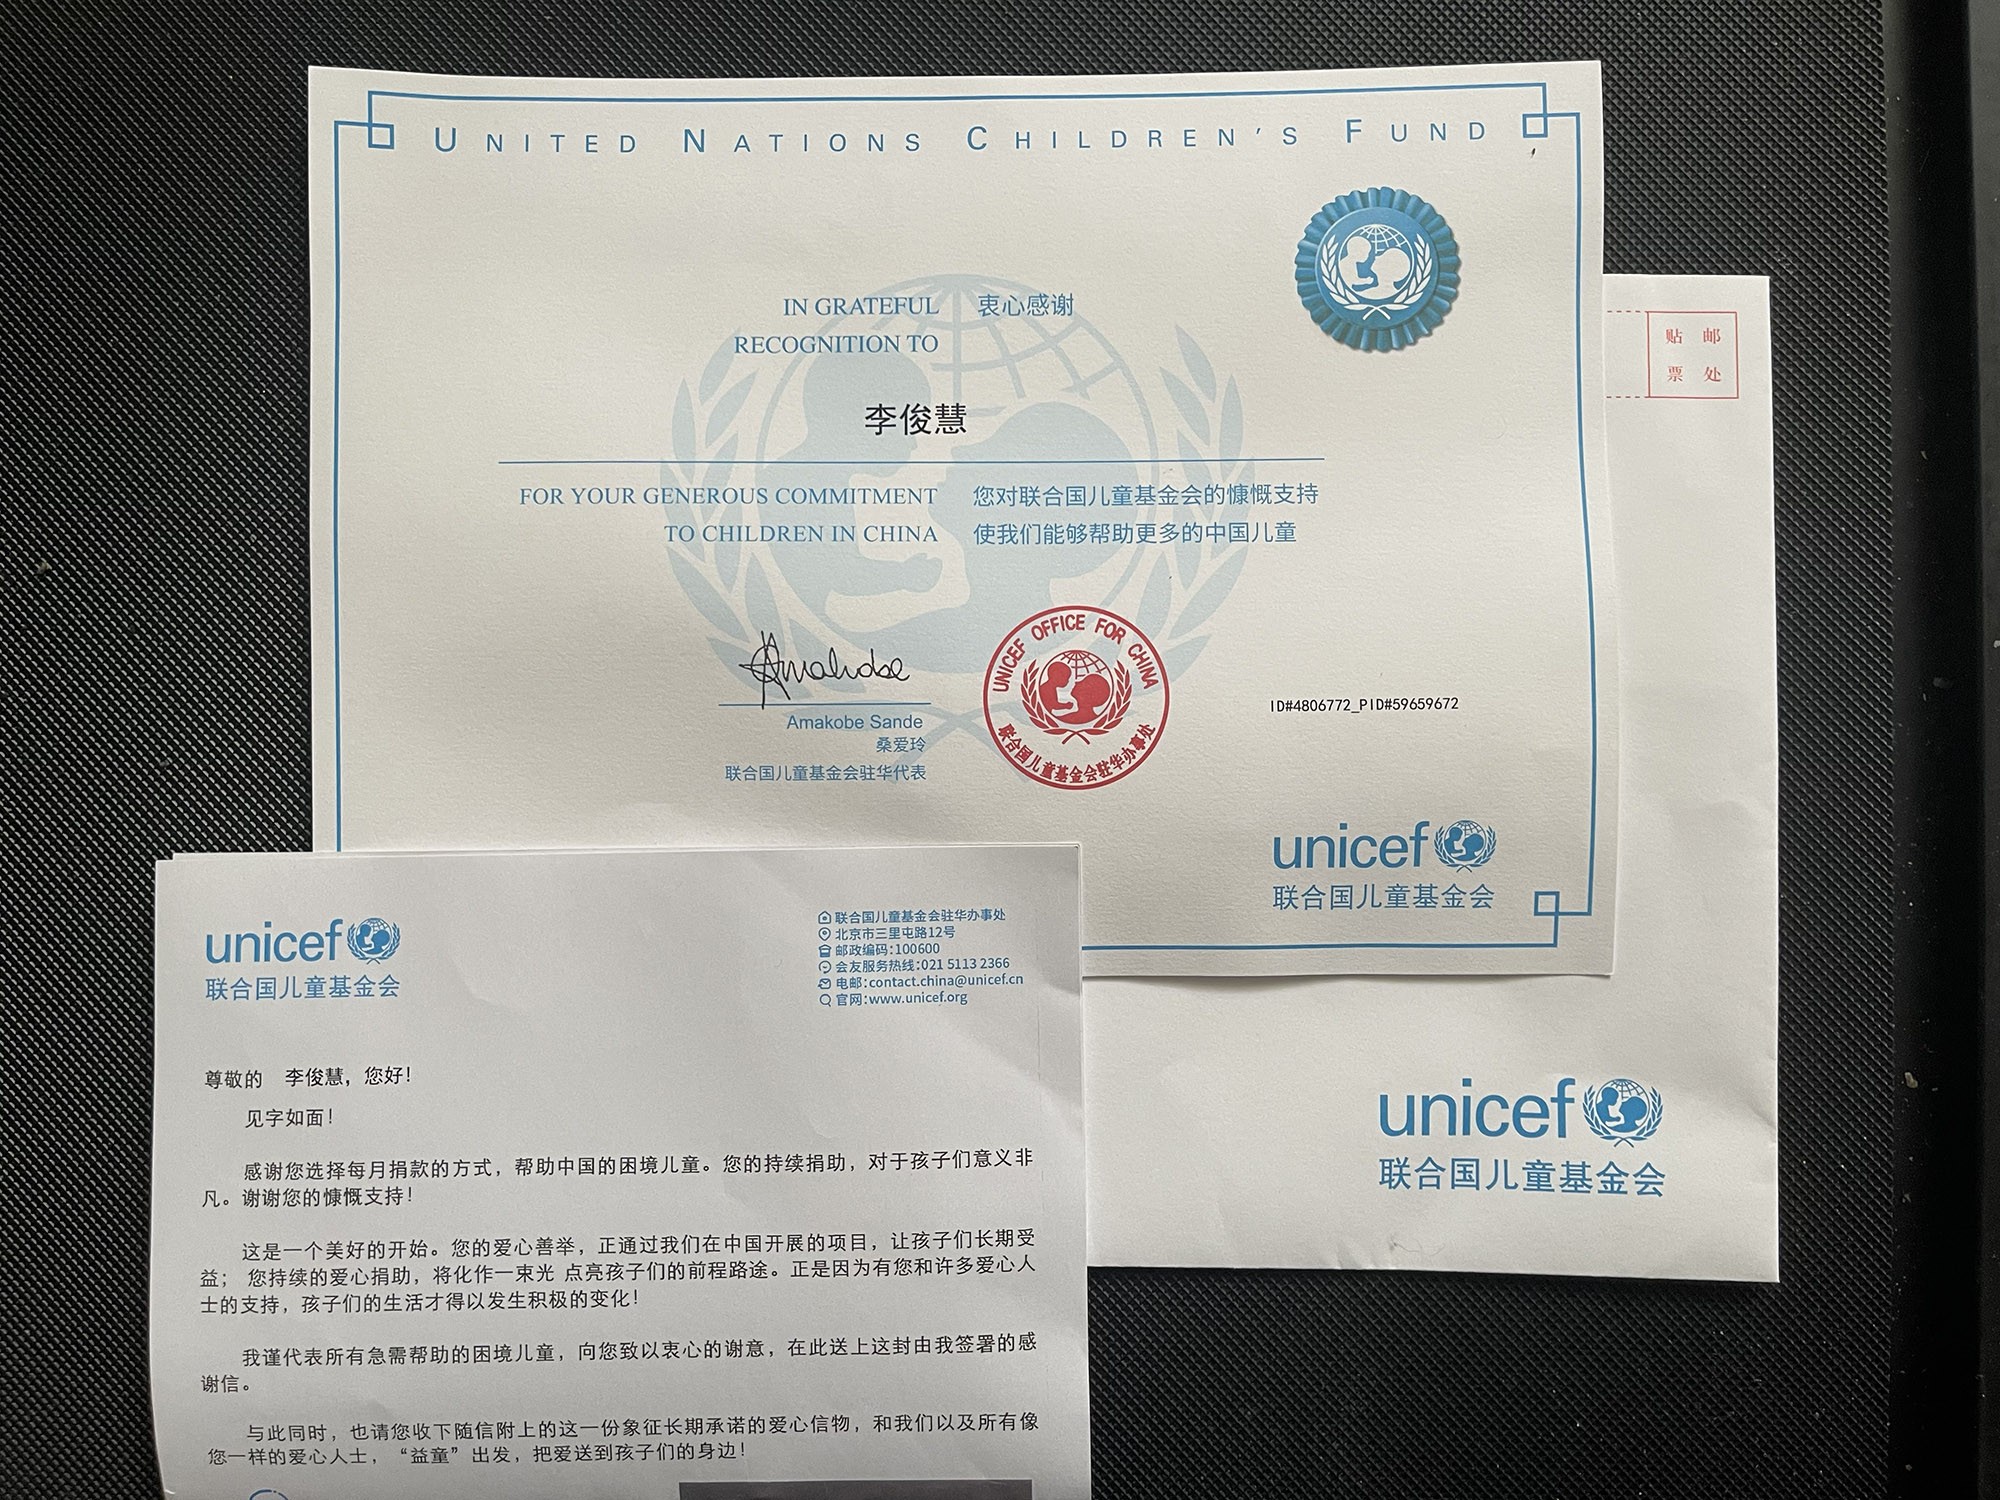 UNITED NATIONS CHILDREN'S FUND
IN GRATEFUL 衷心感谢
RECOGNITION TO
李俊慧
FOR YOUR GENEROUS COMMITMENT 您对联合国儿童基金会的慷慨支持
TO CHILDREN IN CHINA 使我们能够帮助更多的中国儿童
Amakobe
Amakobe Sande
桑爱玲
联合国儿童基金会驻华代表
UNICEF OFFICE FOR CHINA
联合国儿童基金会驻华办事处
ID#4806772_PID#59659672
unicef
联合国儿童基金会
贴 邮
票 处
unicef
联合国儿童基金会
unicef
联合国儿童基金会
联合国儿童基金会驻华办事处
北京市三里屯路12号
邮政编码:100600
会友服务热线:021 5113 2366
电邮:contact.china@unicef.cn
官网:www.unicef.org
尊敬的 李俊慧，您好！
见字如面！
感谢您选择每月捐款的方式，帮助中国的困境儿童。您的持续捐助，对于孩子们意义非
凡。谢谢您的慷慨支持！
这是一个美好的开始。您的爱心善举，正通过我们在中国开展的项目，让孩子们长期受
益； 您持续的爱心捐助，将化作一束光 点亮孩子们的前程路途。正是因为有您和许多爱心人
士的支持，孩子们的生活才得以发生积极的变化！
我谨代表所有急需帮助的困境儿童，向您致以衷心的谢意，在此送上这封由我签署的感
谢信。
与此同时，也请您收下随信附上的这一份象征长期承诺的爱心信物，和我们以及所有像
您一样的爱心人士，“益童”出发，把爱送到孩子们的身边！